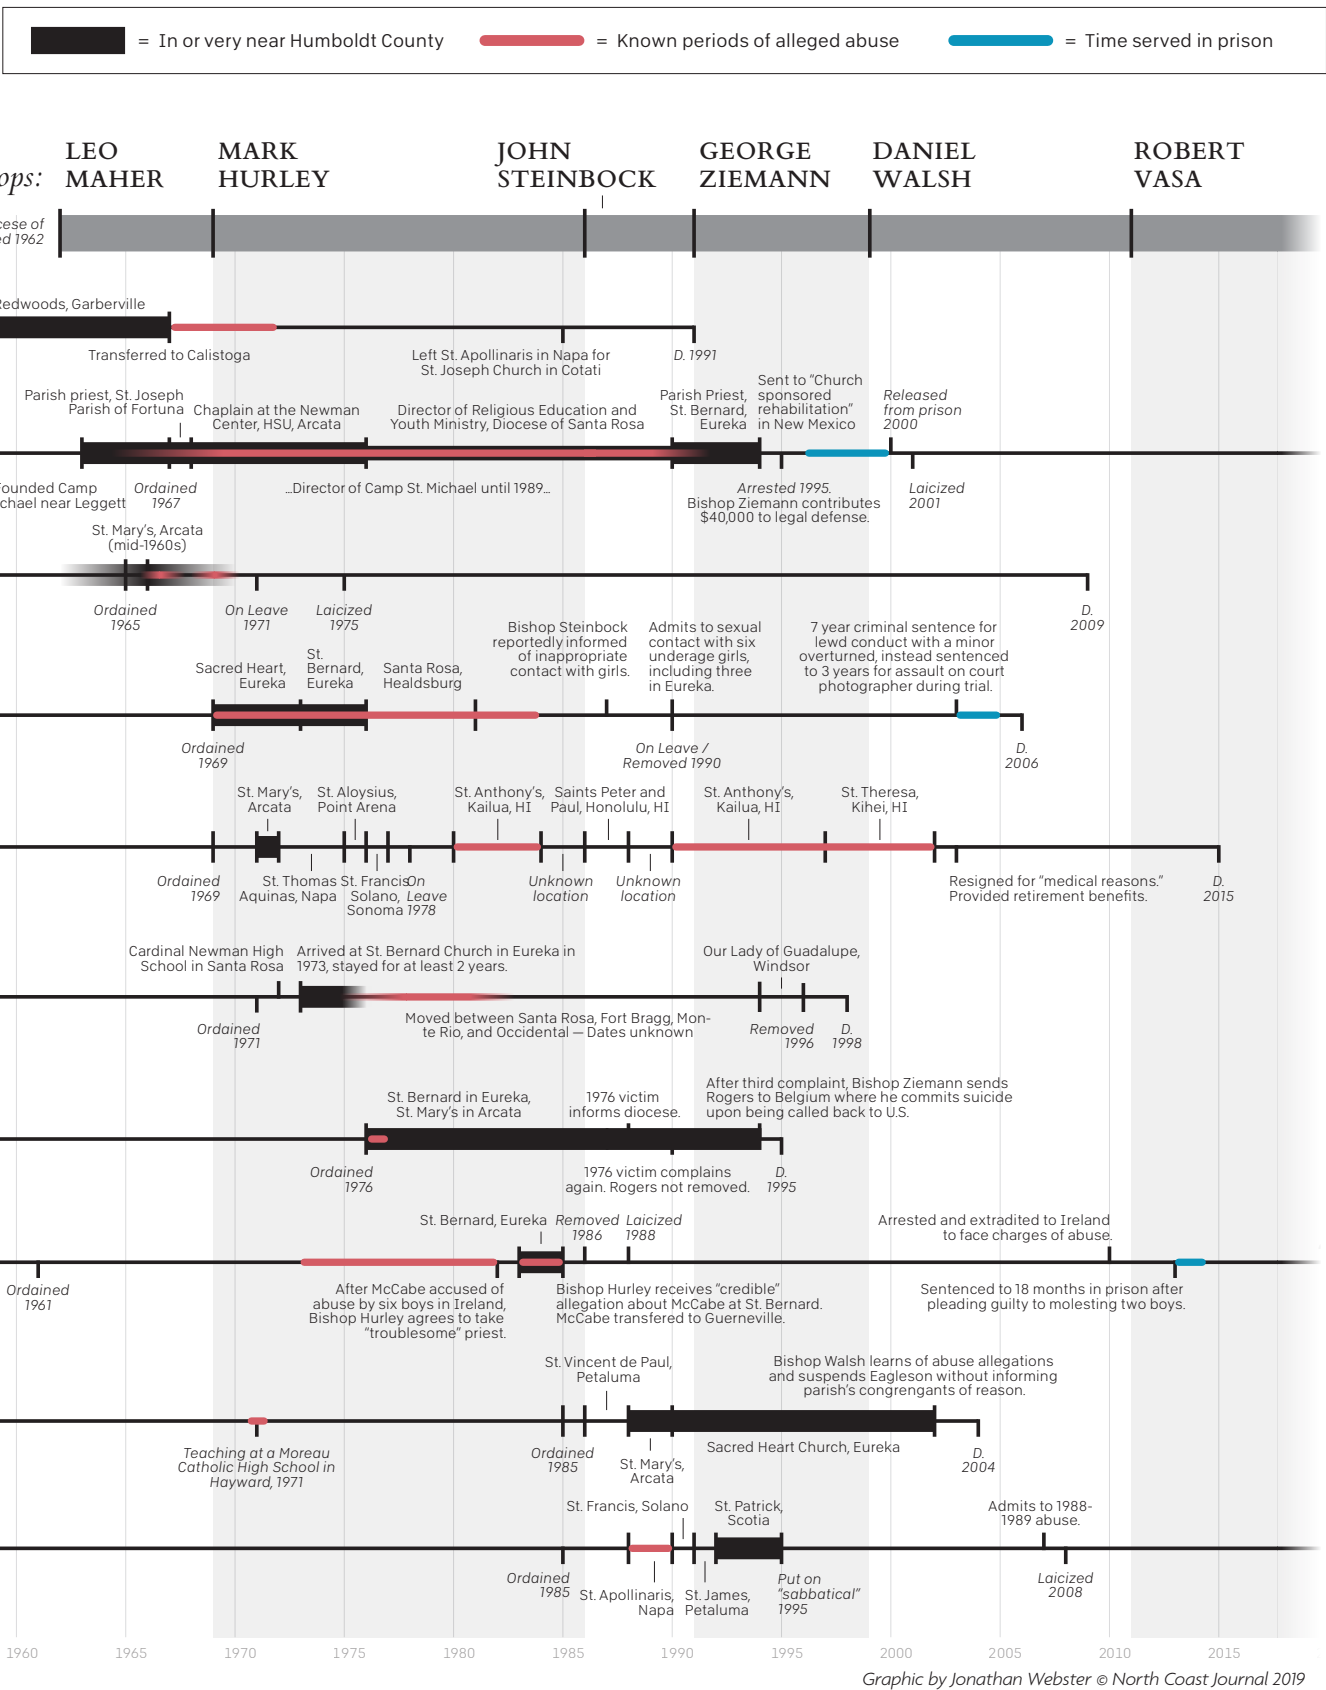 = In or very near Humboldt County
= Known periods of alleged abuse
= Time served in prison
LEO
MAHER
MARK
HURLEY
JOHN
STEINBOCK
GEORGE
ZIEMANN
DANIEL
WALSH
ROBERT
VASA
ops:
cese of
ed 1962
Redwoods, Garberville
Transferred to Calistoga
Left St. Apollinaris in Napa for
St. Joseph Church in Cotati
D. 1991
Parish priest, St. Joseph
Parish of Fortuna
Chaplain at the Newman
Center, HSU, Arcata
Director of Religious Education and
Youth Ministry, Diocese of Santa Rosa
Parish Priest,
St. Bernard,
Eureka
Sent to "Church
sponsored
rehabilitation"
in New Mexico
Released
from prison
2000
ounded Camp
chael near Leggett
Ordained
1967
...Director of Camp St. Michael until 1989...
Arrested 1995.
Bishop Ziemann contributes
$40,000 to legal defense.
Laicized
2001
St. Mary's, Arcata
(mid-1960s)
Ordained
1965
On Leave
1971
Laicized
1975
D.
2009
Sacred Heart,
Eureka
St.
Bernard,
Eureka
Santa Rosa,
Healdsburg
Bishop Steinbock
reportedly informed
of inappropriate
contact with girls.
Admits to sexual
contact with six
underage girls,
including three
in Eureka.
7 year criminal sentence for
lewd conduct with a minor
overturned, instead sentenced
to 3 years for assault on court
photographer during trial.
Ordained
1969
On Leave /
Removed 1990
D.
2006
St. Mary's,
Arcata
St. Aloysius,
Point Arena
St. Anthony's,
Kailua, HI
Saints Peter and
Paul, Honolulu, HI
St. Anthony's,
Kailua, HI
St. Theresa,
Kihei, HI
Ordained
1969
St. Thomas
Aquinas, Napa
St. Francis
Solano,
Sonoma
On
Leave
1978
Unknown
location
Unknown
location
Resigned for "medical reasons."
Provided retirement benefits.
D.
2015
Cardinal Newman High
School in Santa Rosa
Arrived at St. Bernard Church in Eureka in
1973, stayed for at least 2 years.
Our Lady of Guadalupe,
Windsor
Ordained
1971
Moved between Santa Rosa, Fort Bragg, Mon-
te Rio, and Occidental — Dates unknown
Removed
1996
D.
1998
St. Bernard in Eureka,
St. Mary's in Arcata
1976 victim
informs diocese.
After third complaint, Bishop Ziemann sends
Rogers to Belgium where he commits suicide
upon being called back to U.S.
Ordained
1976
1976 victim complains
again. Rogers not removed.
D.
1995
St. Bernard, Eureka
Removed
1986
Laicized
1988
Arrested and extradited to Ireland
to face charges of abuse.
Ordained
1961
After McCabe accused of
abuse by six boys in Ireland,
Bishop Hurley agrees to take
"troublesome" priest.
Bishop Hurley receives "credible"
allegation about McCabe at St. Bernard.
McCabe transfered to Guerneville.
Sentenced to 18 months in prison after
pleading guilty to molesting two boys.
St. Vincent de Paul,
Petaluma
Bishop Walsh learns of abuse allegations
and suspends Eagleson without informing
parish's congrengants of reason.
Teaching at a Moreau
Catholic High School in
Hayward, 1971
Ordained
1985
St. Mary's,
Arcata
Sacred Heart Church, Eureka
D.
2004
St. Francis, Solano
St. Patrick,
Scotia
Admits to 1988-
1989 abuse.
Ordained
1985
St. Apollinaris,
Napa
St. James,
Petaluma
Put on
"sabbatical"
1995
Laicized
2008
1960 1965 1970 1975 1980 1985 1990 1995 2000 2005 2010 2015
Graphic by Jonathan Webster © North Coast Journal 2019